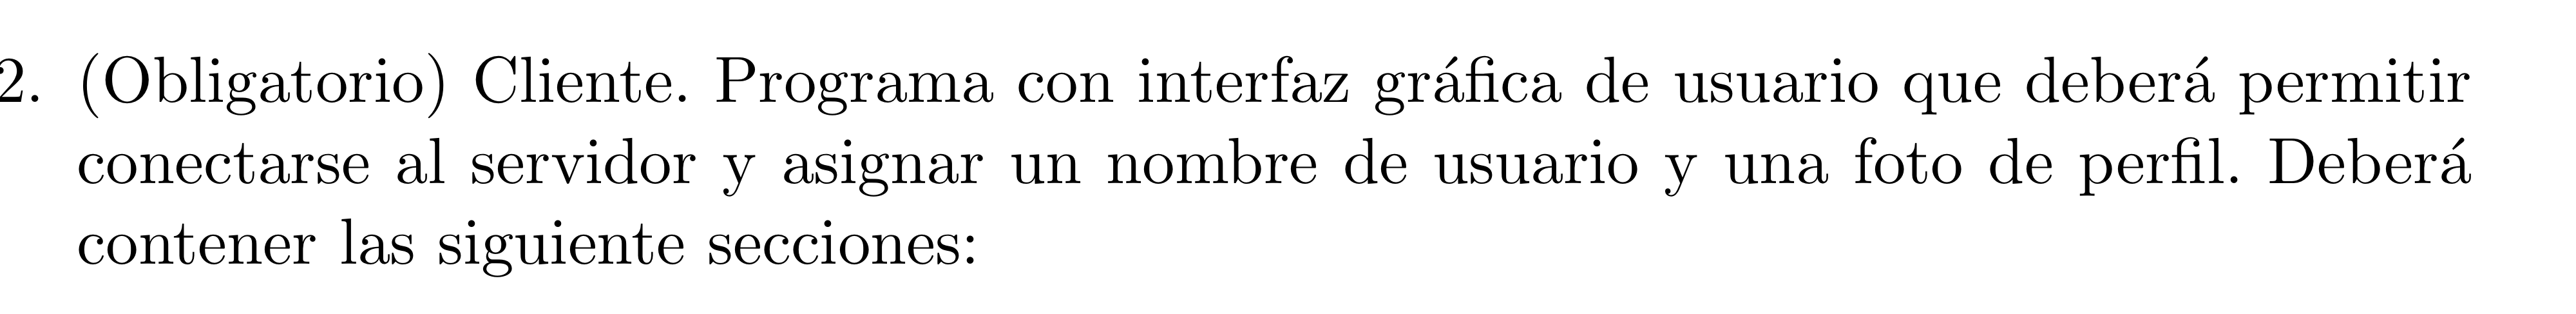 2. (Obligatorio) Cliente. Programa con interfaz gráfica de usuario que deberá permitir
conectarse al servidor y asignar un nombre de usuario y una foto de perfil. Deberá
contener las siguiente secciones: